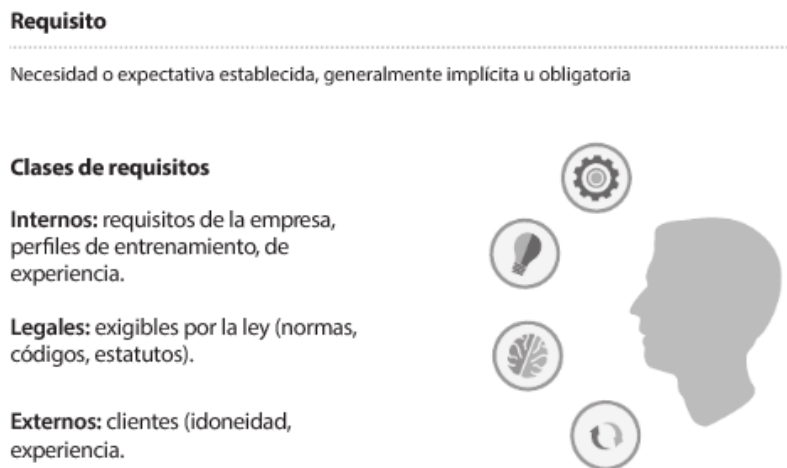 Requisito
Necesidad o expectativa establecida, generalmente implícita u obligatoria
Clases de requisitos
Internos: requisitos de la empresa,
perfiles de entrenamiento, de
experiencia.
Legales: exigibles por la ley (normas,
códigos, estatutos).
Externos: clientes (idoneidad,
experiencia.